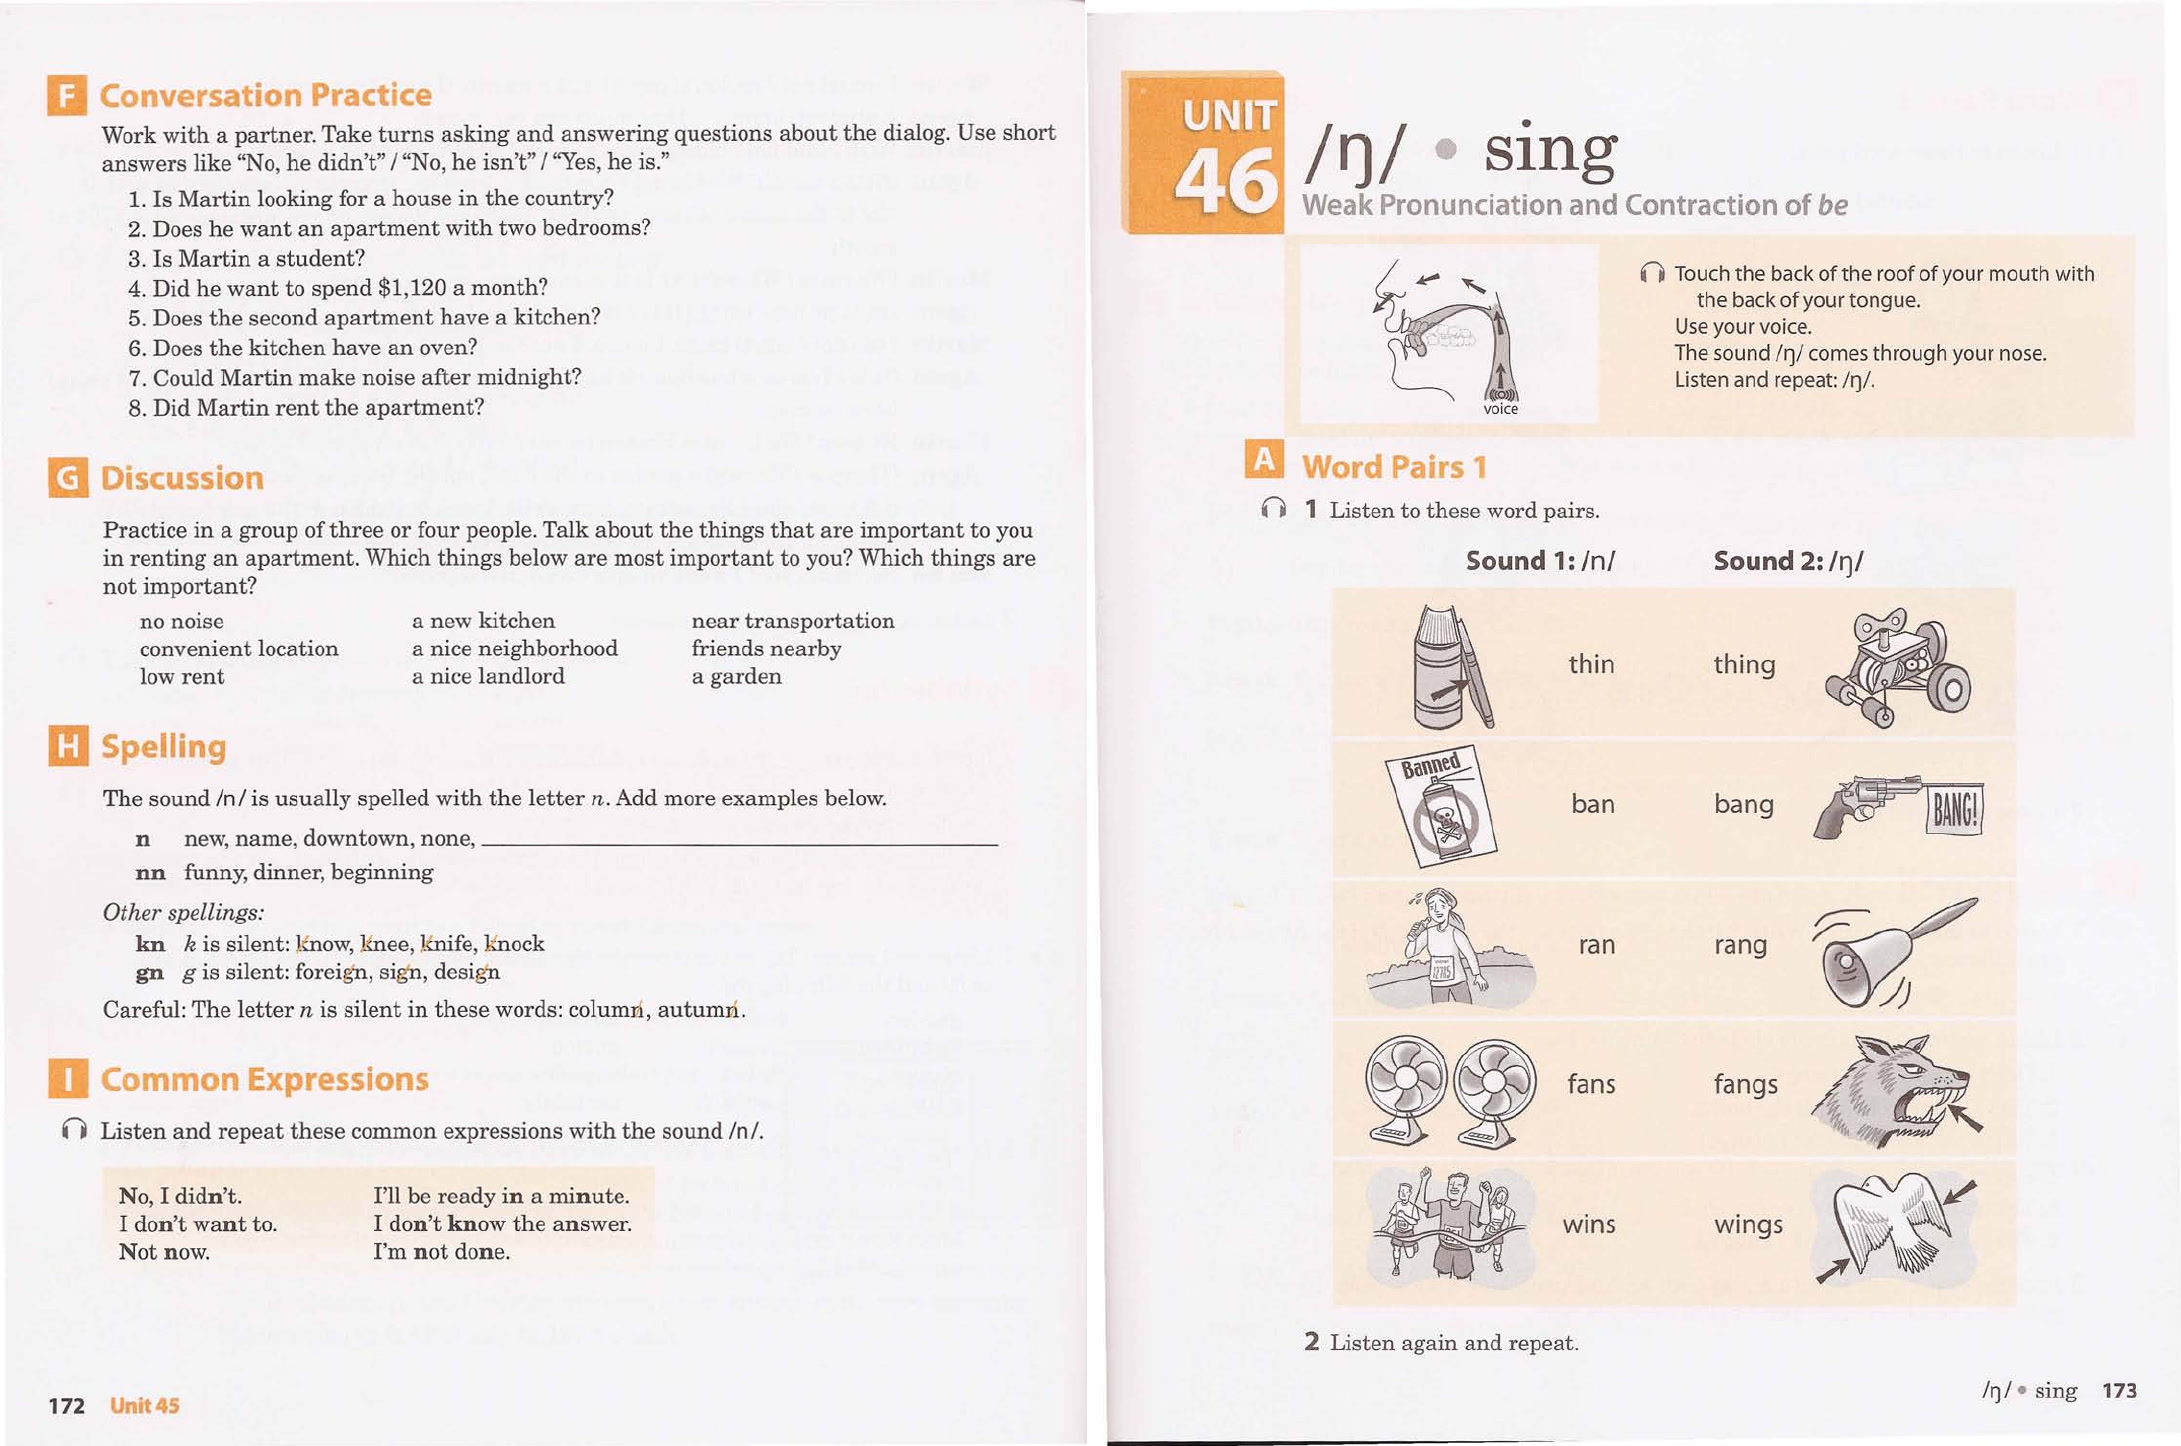 F Conversation Practice
Work with a partner. Take turns asking and answering questions about the dialog. Use short
answers like “No, he didn’t” / “No, he isn’t” / “Yes, he is.”
1. Is Martin looking for a house in the country?
2. Does he want an apartment with two bedrooms?
3. Is Martin a student?
4. Did he want to spend $1,120 a month?
5. Does the second apartment have a kitchen?
6. Does the kitchen have an oven?
7. Could Martin make noise after midnight?
8. Did Martin rent the apartment?
G Discussion
Practice in a group of three or four people. Talk about the things that are important to you
in renting an apartment. Which things below are most important to you? Which things are
not important?
no noise a new kitchen near transportation
convenient location a nice neighborhood friends nearby
low rent a nice landlord a garden
H Spelling
The sound /n/ is usually spelled with the letter n. Add more examples below.
n new, name, downtown, none,
nn funny, dinner, beginning
Other spellings:
kn k is silent: know, knee, knife, knock
gn g is silent: foreign, sign, design
Careful: The letter n is silent in these words: column, autumn.
I Common Expressions
Listen and repeat these common expressions with the sound /n/.
No, I didn’t. I’ll be ready in a minute.
I don’t want to. I don’t know the answer.
Not now. I’m not done.
172 Unit 45
UNIT
46
/ŋ/ • sing
Weak Pronunciation and Contraction of be
voice
Touch the back of the roof of your mouth with
the back of your tongue.
Use your voice.
The sound /ŋ/ comes through your nose.
Listen and repeat: /ŋ/.
A Word Pairs 1
1 Listen to these word pairs.
Sound 1: /n/ Sound 2: /ŋ/
thin thing
Banned
ban bang
BANG!
ran rang
12715
fans fangs
wins wings
2 Listen again and repeat.
/ŋ/ • sing 173